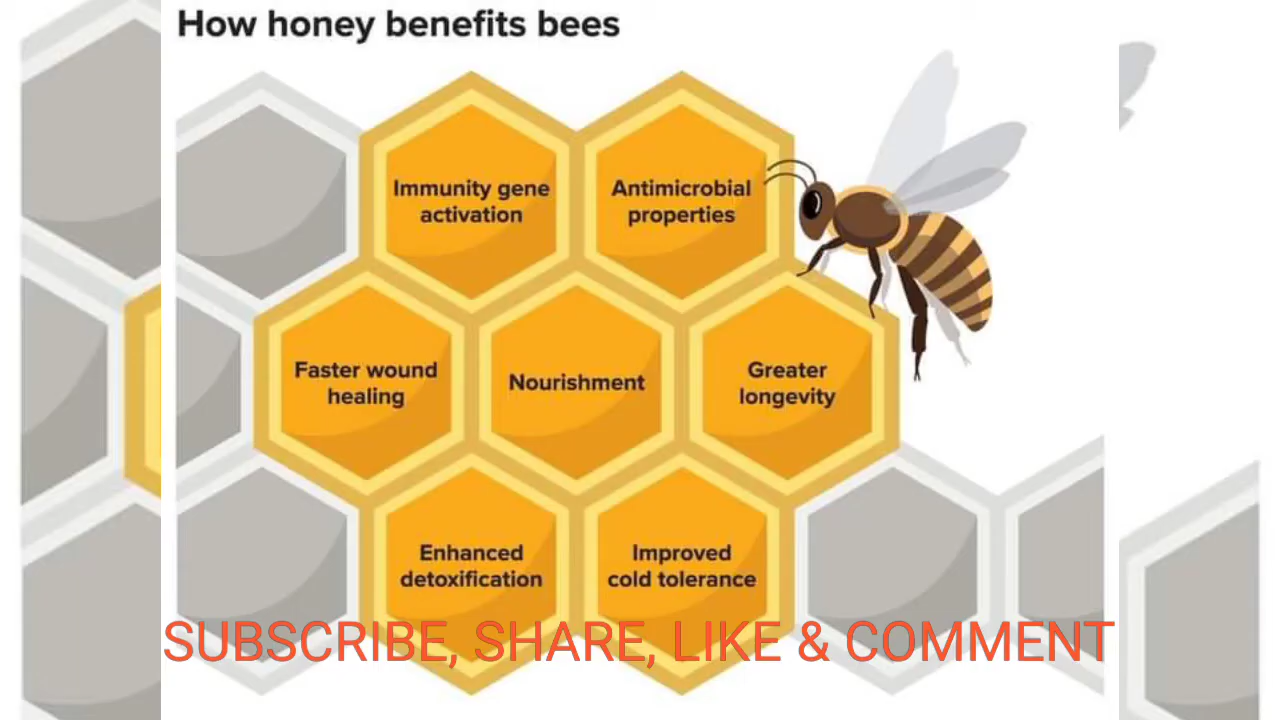 How honey benefits bees
Immunity gene
activation
Antimicrobial
properties
Faster wound
healing
Nourishment
Greater
longevity
Enhanced
detoxification
Improved
cold tolerance
SUBSCRIBE, SHARE, LIKE & COMMENT